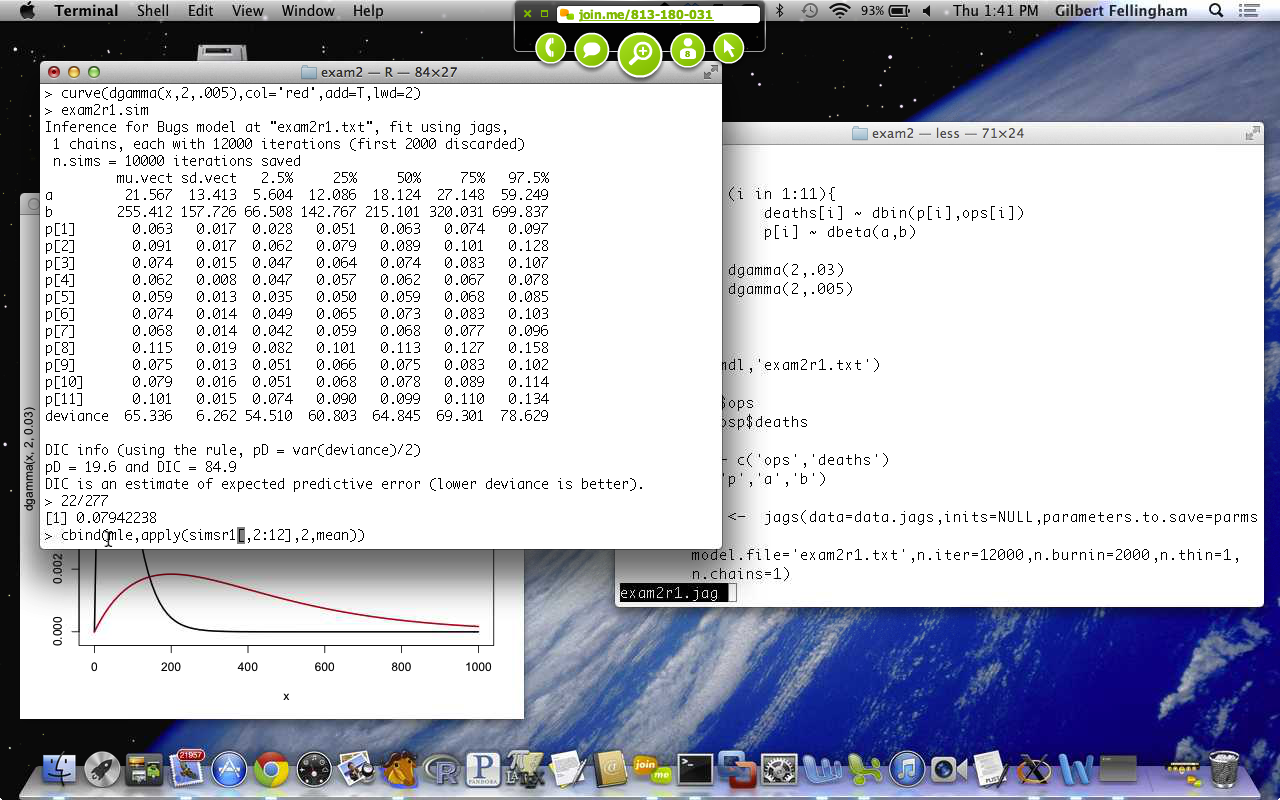 Terminal Shell Edit View Window Help
join.me/813-180-031
93% Thu 1:41 PM Gilbert Fellingham
exam2 — R — 84×27
> curve(dgamma(x,2,.005),col='red',add=T,lwd=2)
> exam2r1.sim
Inference for Bugs model at "exam2r1.txt", fit using jags,
1 chains, each with 12000 iterations (first 2000 discarded)
n.sims = 10000 iterations saved
mu.vect sd.vect 2.5% 25% 50% 75% 97.5%
a 21.567 13.413 5.604 12.086 18.124 27.148 59.249
b 255.412 157.726 66.508 142.767 215.101 320.031 699.837
p[1] 0.063 0.017 0.028 0.051 0.063 0.074 0.097
p[2] 0.091 0.017 0.062 0.079 0.089 0.101 0.128
p[3] 0.074 0.015 0.047 0.064 0.074 0.083 0.107
p[4] 0.062 0.008 0.047 0.057 0.062 0.067 0.078
p[5] 0.059 0.013 0.035 0.050 0.059 0.068 0.085
p[6] 0.074 0.014 0.049 0.065 0.073 0.083 0.103
p[7] 0.068 0.014 0.042 0.059 0.068 0.077 0.096
p[8] 0.115 0.019 0.082 0.101 0.113 0.127 0.158
p[9] 0.075 0.013 0.051 0.066 0.075 0.083 0.102
p[10] 0.079 0.016 0.051 0.068 0.078 0.089 0.114
p[11] 0.101 0.015 0.074 0.090 0.099 0.110 0.134
deviance 65.336 6.262 54.510 60.803 64.845 69.301 78.629
DIC info (using the rule, pD = var(deviance)/2)
pD = 19.6 and DIC = 84.9
DIC is an estimate of expected predictive error (lower deviance is better).
> 22/277
[1] 0.07942238
> cbind(mle,apply(simsr1[,2:12],2,mean))
exam2 — less — 71×24
(i in 1:11){
deaths[i] ~ dbin(p[i],ops[i])
p[i] ~ dbeta(a,b)
dgamma(2,.03)
dgamma(2,.005)
mdl,'exam2r1.txt')
$ops
osp$deaths
- c('ops','deaths')
'p','a','b')
<- jags(data=data.jags,inits=NULL,parameters.to.save=parms
model.file='exam2r1.txt',n.iter=12000,n.burnin=2000,n.thin=1,
n.chains=1)
exam2r1.jag
dgamma(x, 2, 0.03)
0.002
0.000
0 200 400 600 800 1000
x
21957
PANDORA
join me